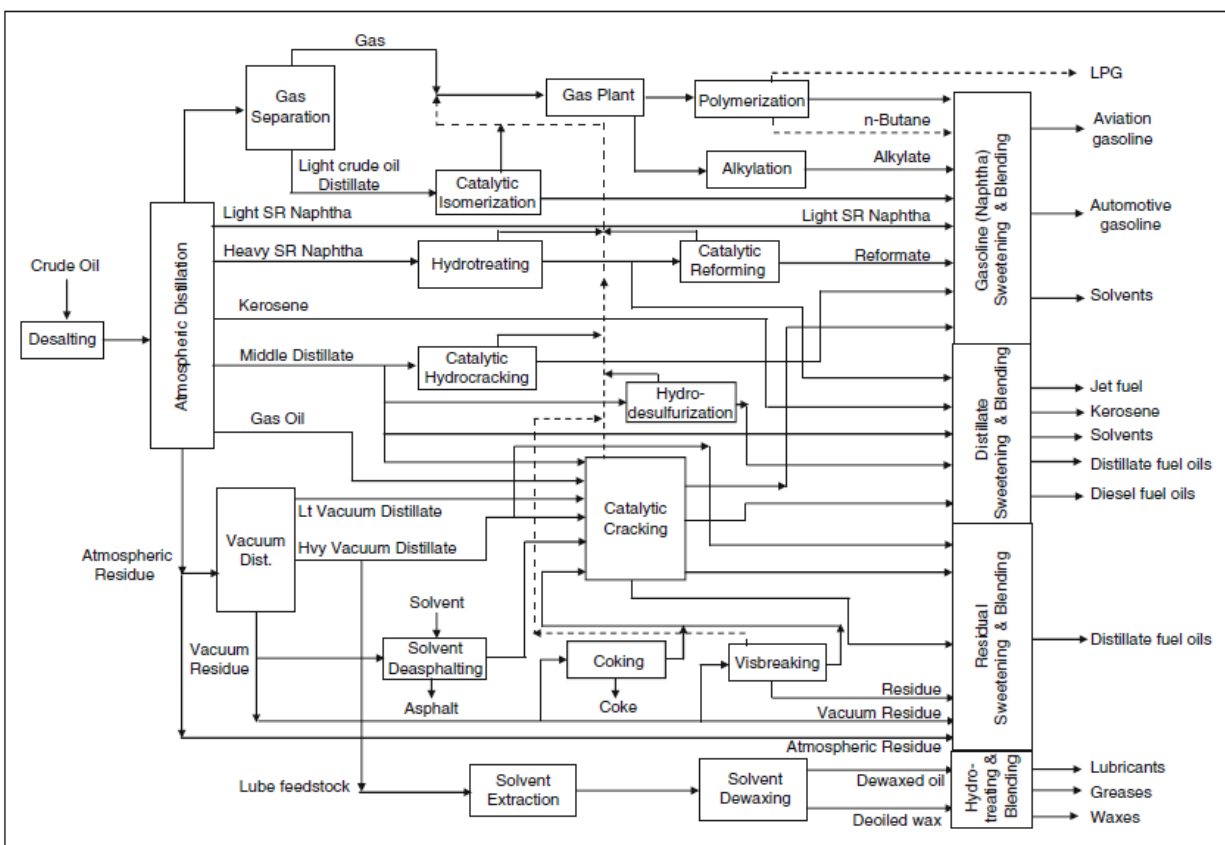 Gas
LPG
Gas
Separation
Gas Plant
Polymerization
n-Butane
Aviation
gasoline
Light crude oil
Distillate
Catalytic
Isomerization
Alkylation
Alkylate
Gasoline (Naphtha)
Sweetening & Blending
Light SR Naphtha
Light SR Naphtha
Automotive
gasoline
Heavy SR Naphtha
Hydrotreating
Catalytic
Reforming
Reformate
Crude Oil
Desalting
Atmospheric Distillation
Kerosene
Solvents
Middle Distillate
Catalytic
Hydrocracking
Hydro-
desulfurization
Distillate
Sweetening & Blending
Jet fuel
Kerosene
Solvents
Distillate fuel oils
Diesel fuel oils
Gas Oil
Catalytic
Cracking
Lt Vacuum Distillate
Vacuum
Dist.
Hvy Vacuum Distillate
Atmospheric
Residue
Residual
Sweetening & Blending
Distillate fuel oils
Solvent
Vacuum
Residue
Solvent
Deasphalting
Asphalt
Coking
Coke
Visbreaking
Residue
Vacuum Residue
Atmospheric Residue
Lube feedstock
Solvent
Extraction
Solvent
Dewaxing
Dewaxed oil
Deoiled wax
Hydro-
treating &
Blending
Lubricants
Greases
Waxes